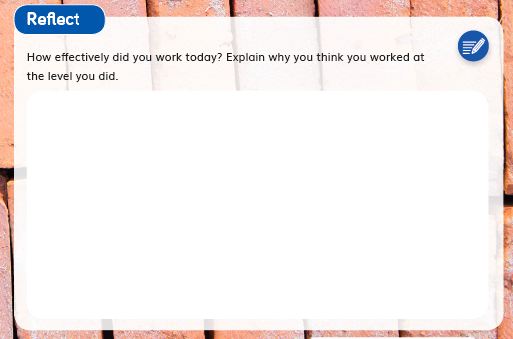 Reflect
How effectively did you work today? Explain why you think you worked at
the level you did.